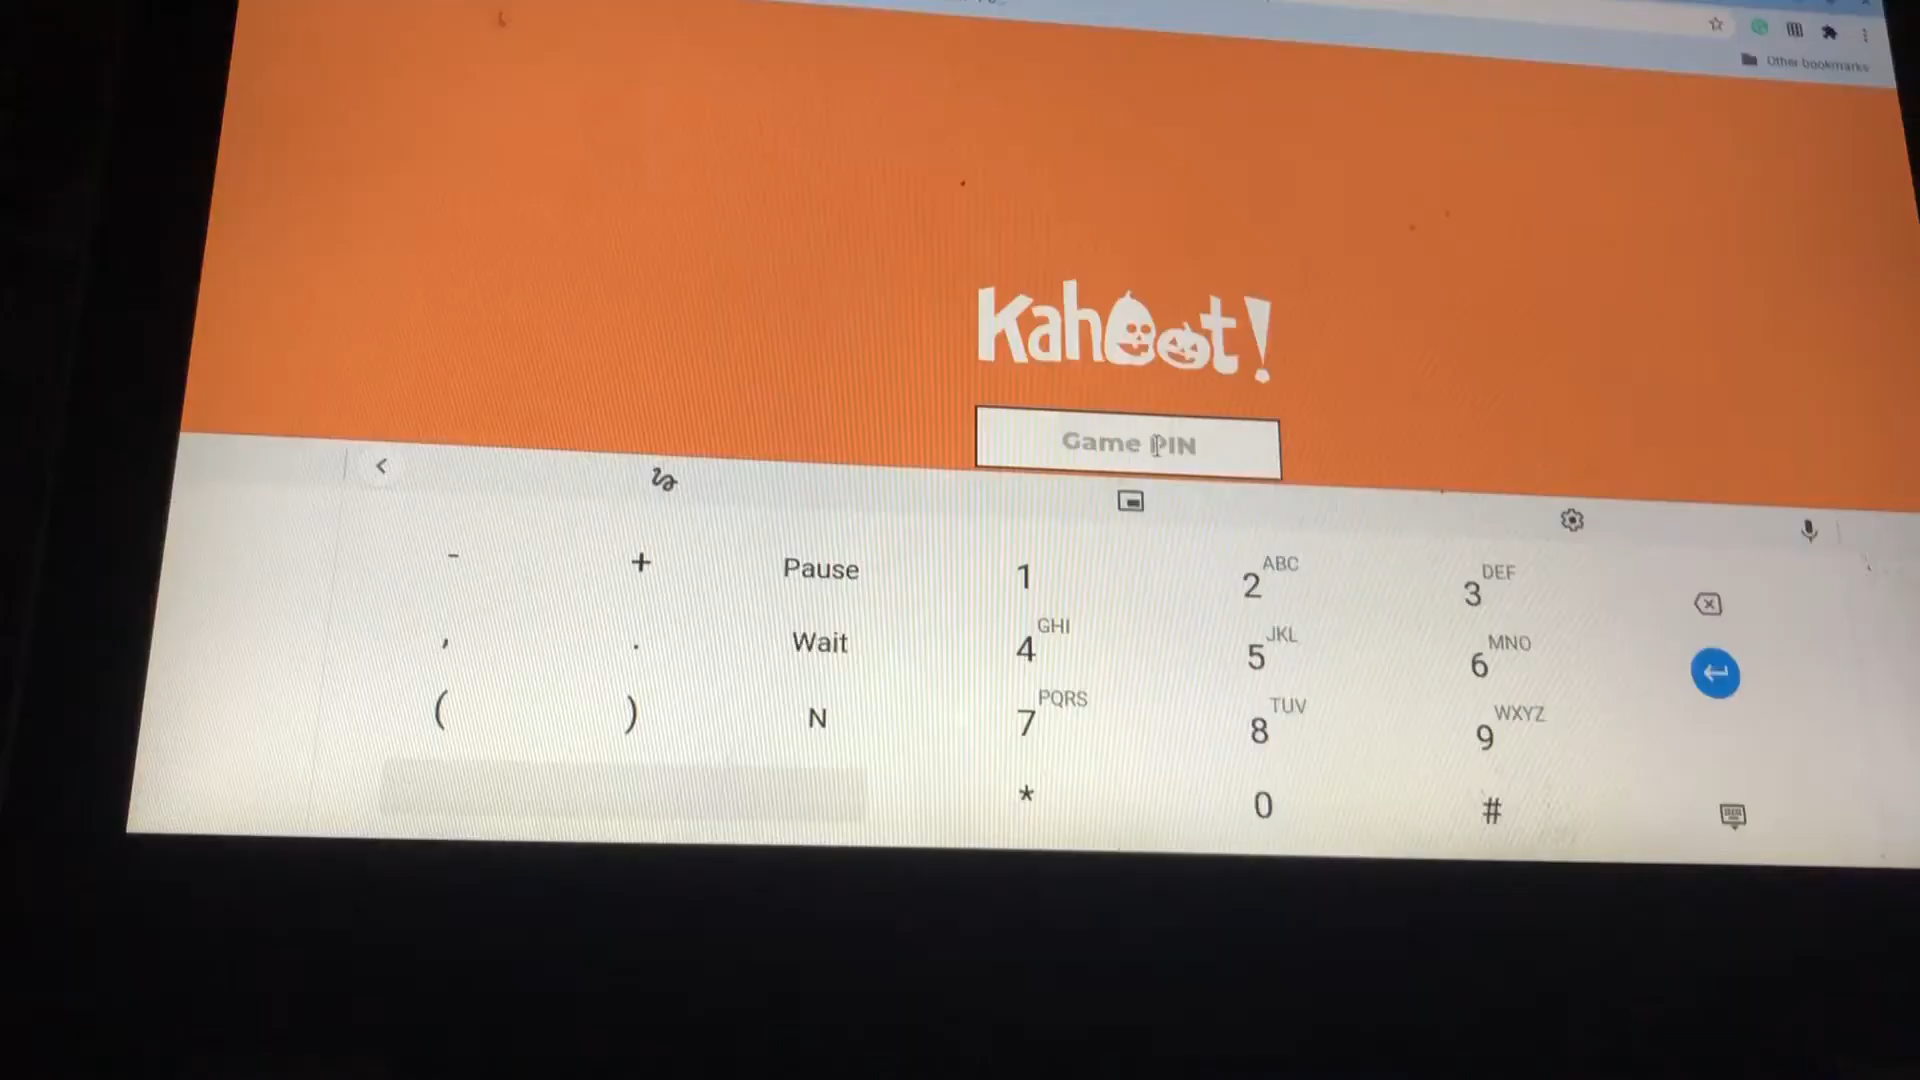 Other bookmarks
Kahoot!
Game PIN
- + Pause 1 2 ABC 3 DEF
, . Wait 4 GHI 5 JKL 6 MNO
( ) N 7 PQRS 8 TUV 9 WXYZ
* 0 #